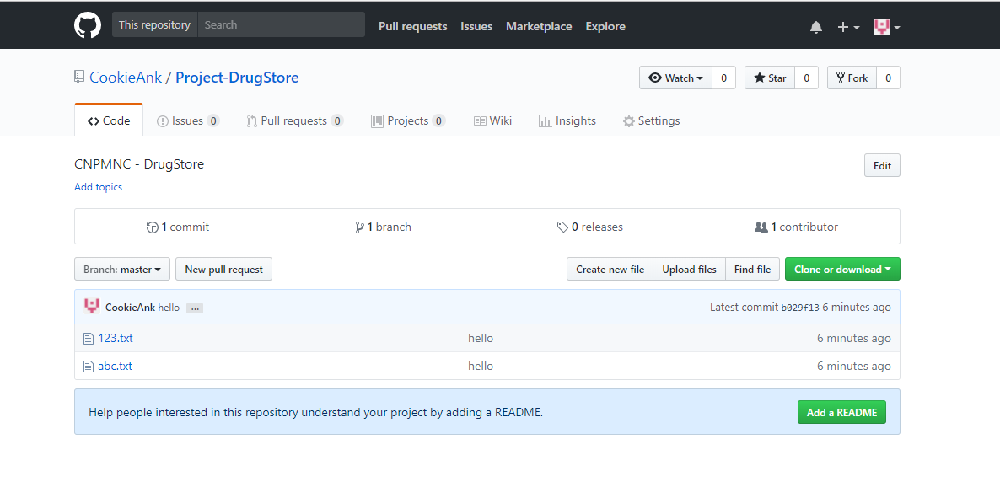 This repository Search Pull requests Issues Marketplace Explore
CookieAnk / Project-DrugStore Watch 0 Star 0 Fork 0
Code Issues 0 Pull requests 0 Projects 0 Wiki Insights Settings
CNPMNC - DrugStore Edit
Add topics
1 commit 1 branch 0 releases 1 contributor
Branch: master New pull request Create new file Upload files Find file Clone or download
CookieAnk hello ... Latest commit b029f13 6 minutes ago
123.txt hello 6 minutes ago
abc.txt hello 6 minutes ago
Help people interested in this repository understand your project by adding a README. Add a README